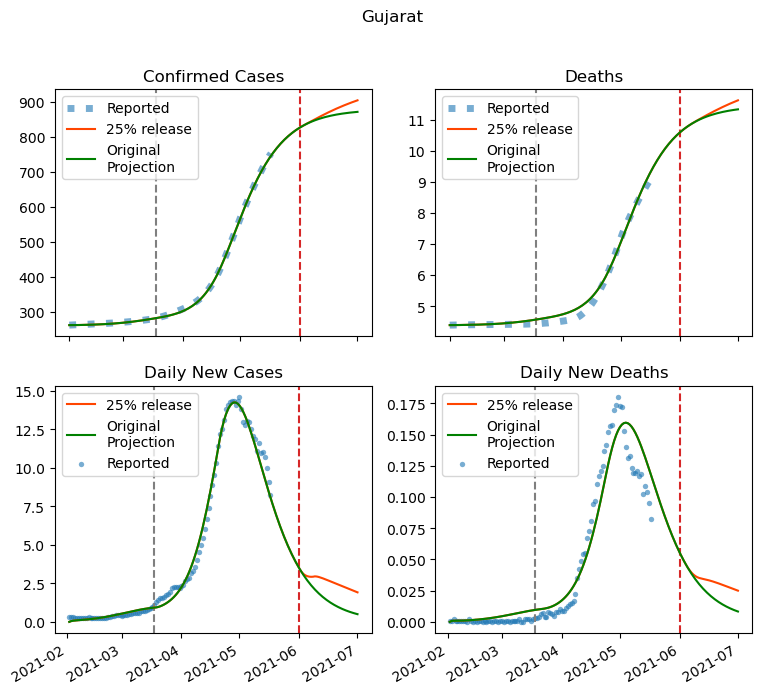 Gujarat
Confirmed Cases
Reported
25% release
Original
Projection
900
800
700
600
500
400
300
Deaths
Reported
25% release
Original
Projection
11
10
9
8
7
6
5
Daily New Cases
25% release
Original
Projection
Reported
15.0
12.5
10.0
7.5
5.0
2.5
0.0
2021-02 2021-03 2021-04 2021-05 2021-06 2021-07
Daily New Deaths
25% release
Original
Projection
Reported
0.175
0.150
0.125
0.100
0.075
0.050
0.025
0.000
2021-02 2021-03 2021-04 2021-05 2021-06 2021-07